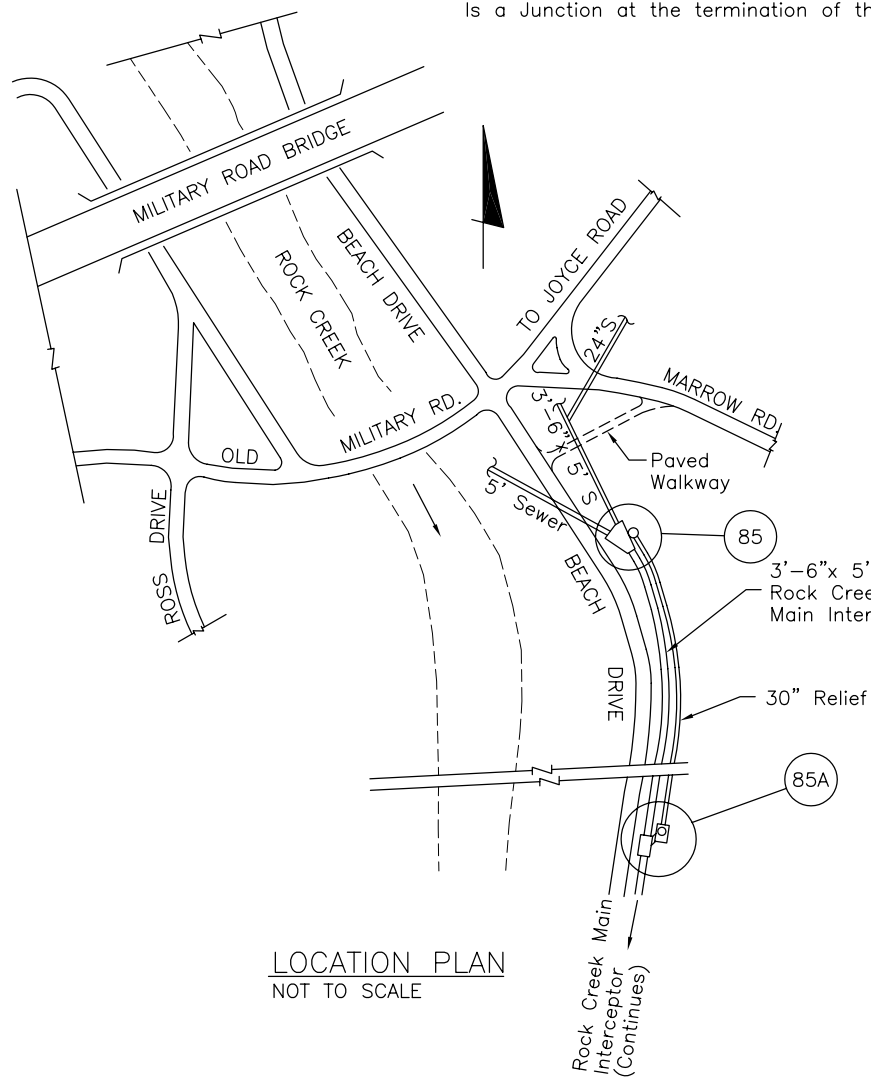 Is a Junction at the termination of th
MILITARY ROAD BRIDGE
ROCK CREEK
BEACH DRIVE
TO JOYCE ROAD
24"S
MARROW RD.
MILITARY RD.
OLD
3'-6"x 5' S
Paved
Walkway
5' Sewer
ROSS DRIVE
85
BEACH DRIVE
3'-6"x 5'
Rock Cree
Main Inter
30" Relief
85A
Rock Creek Main
Interceptor
(Continues)
LOCATION PLAN
NOT TO SCALE